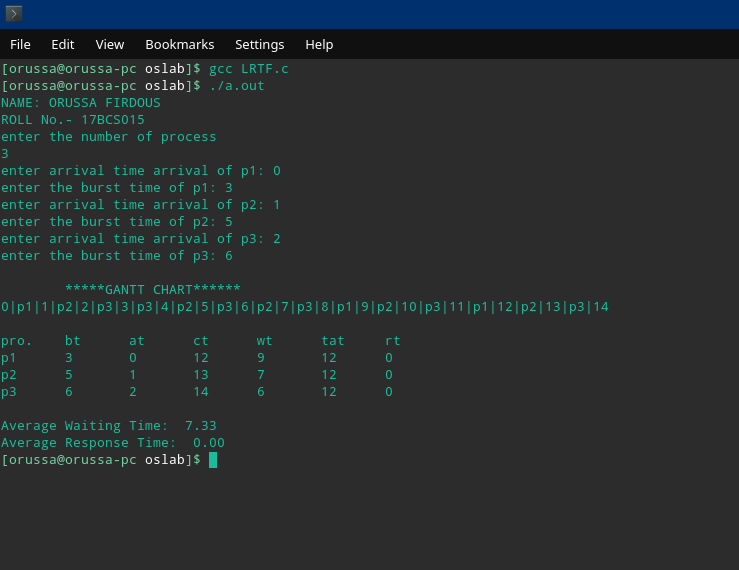 File Edit View Bookmarks Settings Help
[orussa@orussa-pc oslab]$ gcc LRTF.c
[orussa@orussa-pc oslab]$ ./a.out
NAME: ORUSSA FIRDOUS
ROLL No.- 17BCS015
enter the number of process
3
enter arrival time arrival of p1: 0
enter the burst time of p1: 3
enter arrival time arrival of p2: 1
enter the burst time of p2: 5
enter arrival time arrival of p3: 2
enter the burst time of p3: 6
*****GANTT CHART******
0|p1|1|p2|2|p3|3|p3|4|p2|5|p3|6|p2|7|p3|8|p1|9|p2|10|p3|11|p1|12|p2|13|p3|14
pro. bt at ct wt tat rt
p1 3 0 12 9 12 0
p2 5 1 13 7 12 0
p3 6 2 14 6 12 0
Average Waiting Time:  7.33
Average Response Time:  0.00
[orussa@orussa-pc oslab]$